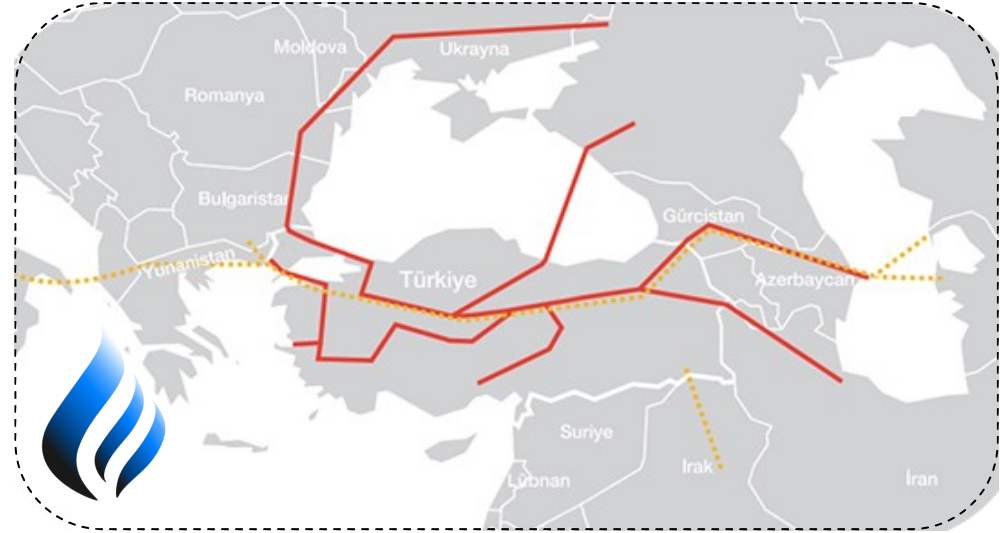 Moldova
Ukrayna
Romanya
Bulgaristan
Gürcistan
Yunanistan
Türkiye
Azerbaycan
Suriye
Irak
Lübnan
İran